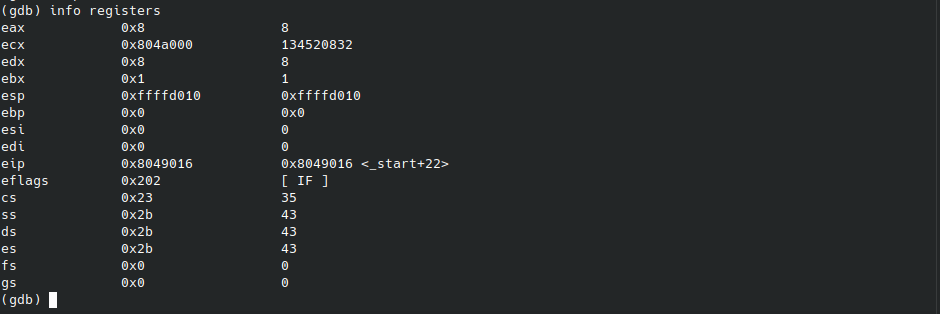 (gdb) info registers
eax 0x8 8
ecx 0x804a000 134520832
edx 0x8 8
ebx 0x1 1
esp 0xffffd010 0xffffd010
ebp 0x0 0x0
esi 0x0 0
edi 0x0 0
eip 0x8049016 0x8049016 <_start+22>
eflags 0x202 [ IF ]
cs 0x23 35
ss 0x2b 43
ds 0x2b 43
es 0x2b 43
fs 0x0 0
gs 0x0 0
(gdb)